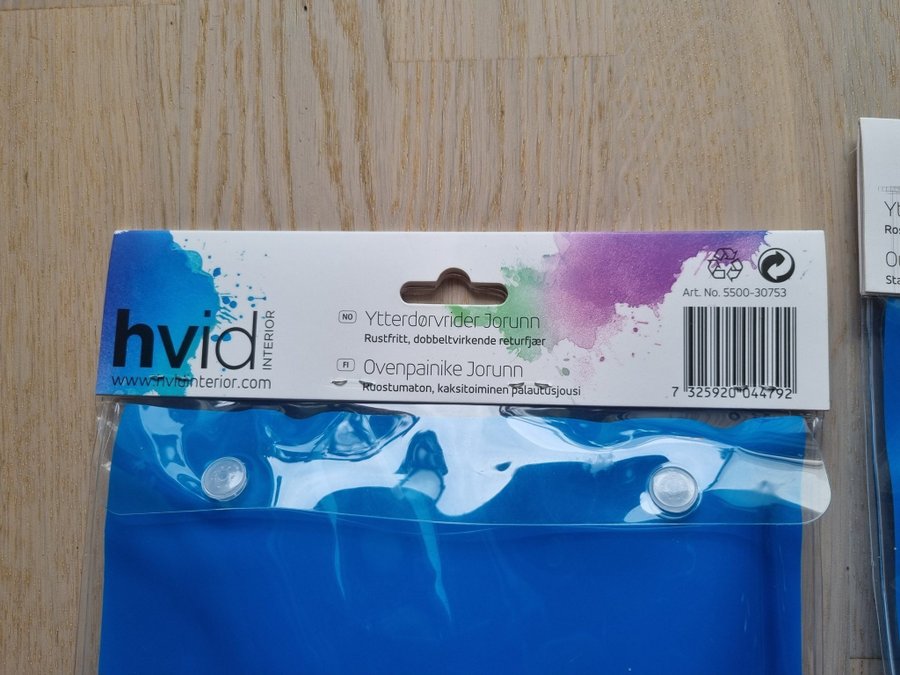 hvid
INTERIØR
www.hvidinterior.com
NO Ytterdørvrider Jorunn
Rustfritt, dobbeltvirkende returfjær
FI Ovenpainike Jorunn
Ruostumaton, kaksitoiminen palautusjousi
Art. No. 5500-30753
7 325920 044792